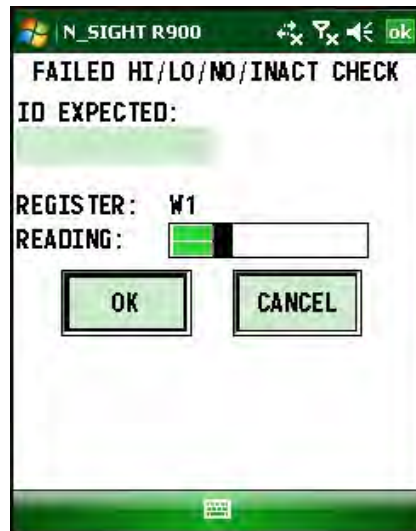 N_SIGHT R900 ok
FAILED HI/LO/NO/INACT CHECK
ID EXPECTED:
REGISTER: W1
READING:
OK CANCEL